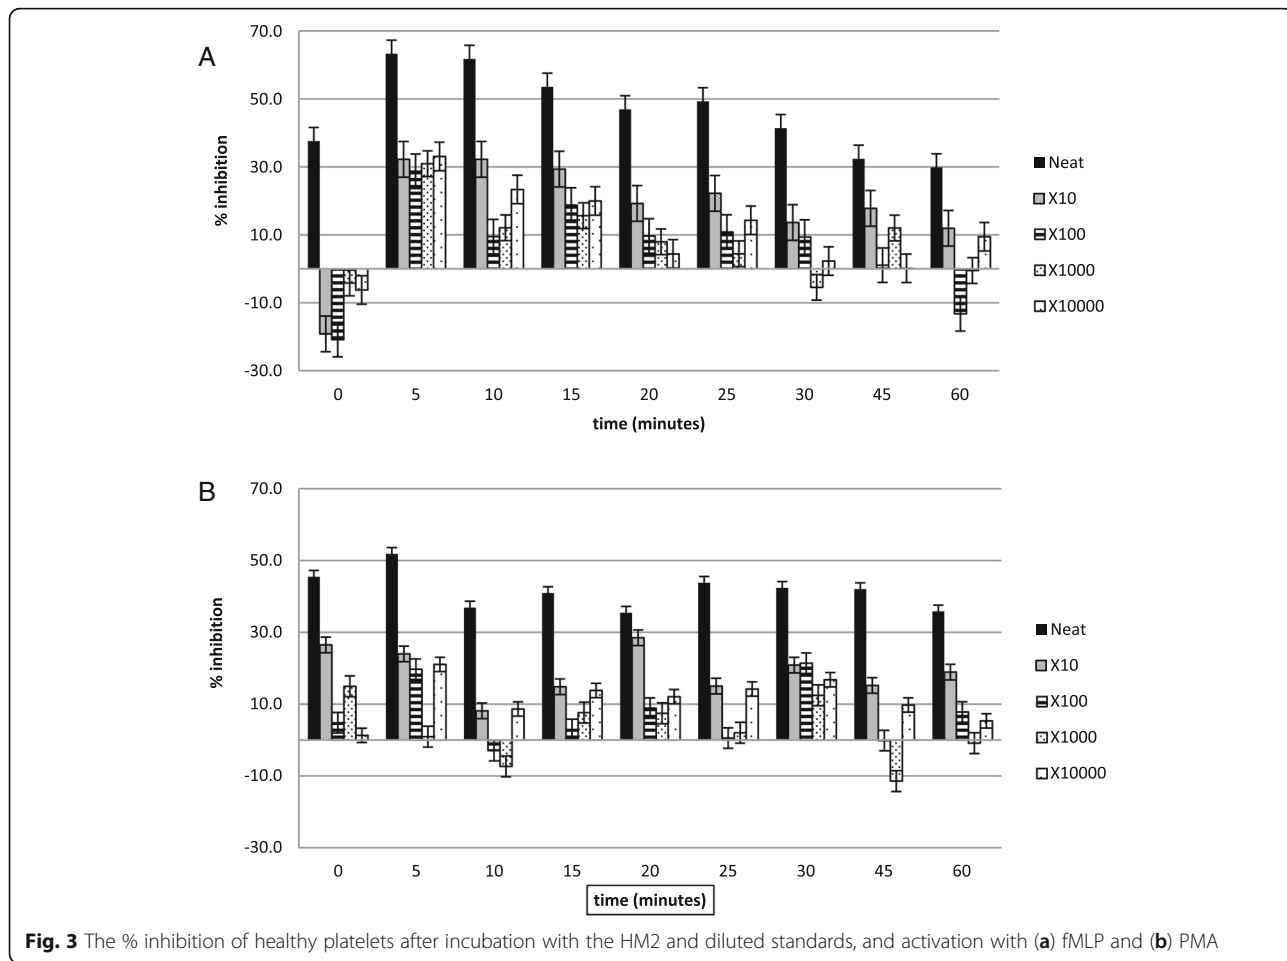 A
70.0
50.0
30.0
10.0
-10.0
-30.0
% inhibition
0 5 10 15 20 25 30 45 60
time (minutes)
Neat
X10
X100
X1000
X10000
B
70.0
50.0
30.0
10.0
-10.0
-30.0
% inhibition
0 5 10 15 20 25 30 45 60
time (minutes)
Neat
X10
X100
X1000
X10000
Fig. 3 The % inhibition of healthy platelets after incubation with the HM2 and diluted standards, and activation with (a) fMLP and (b) PMA